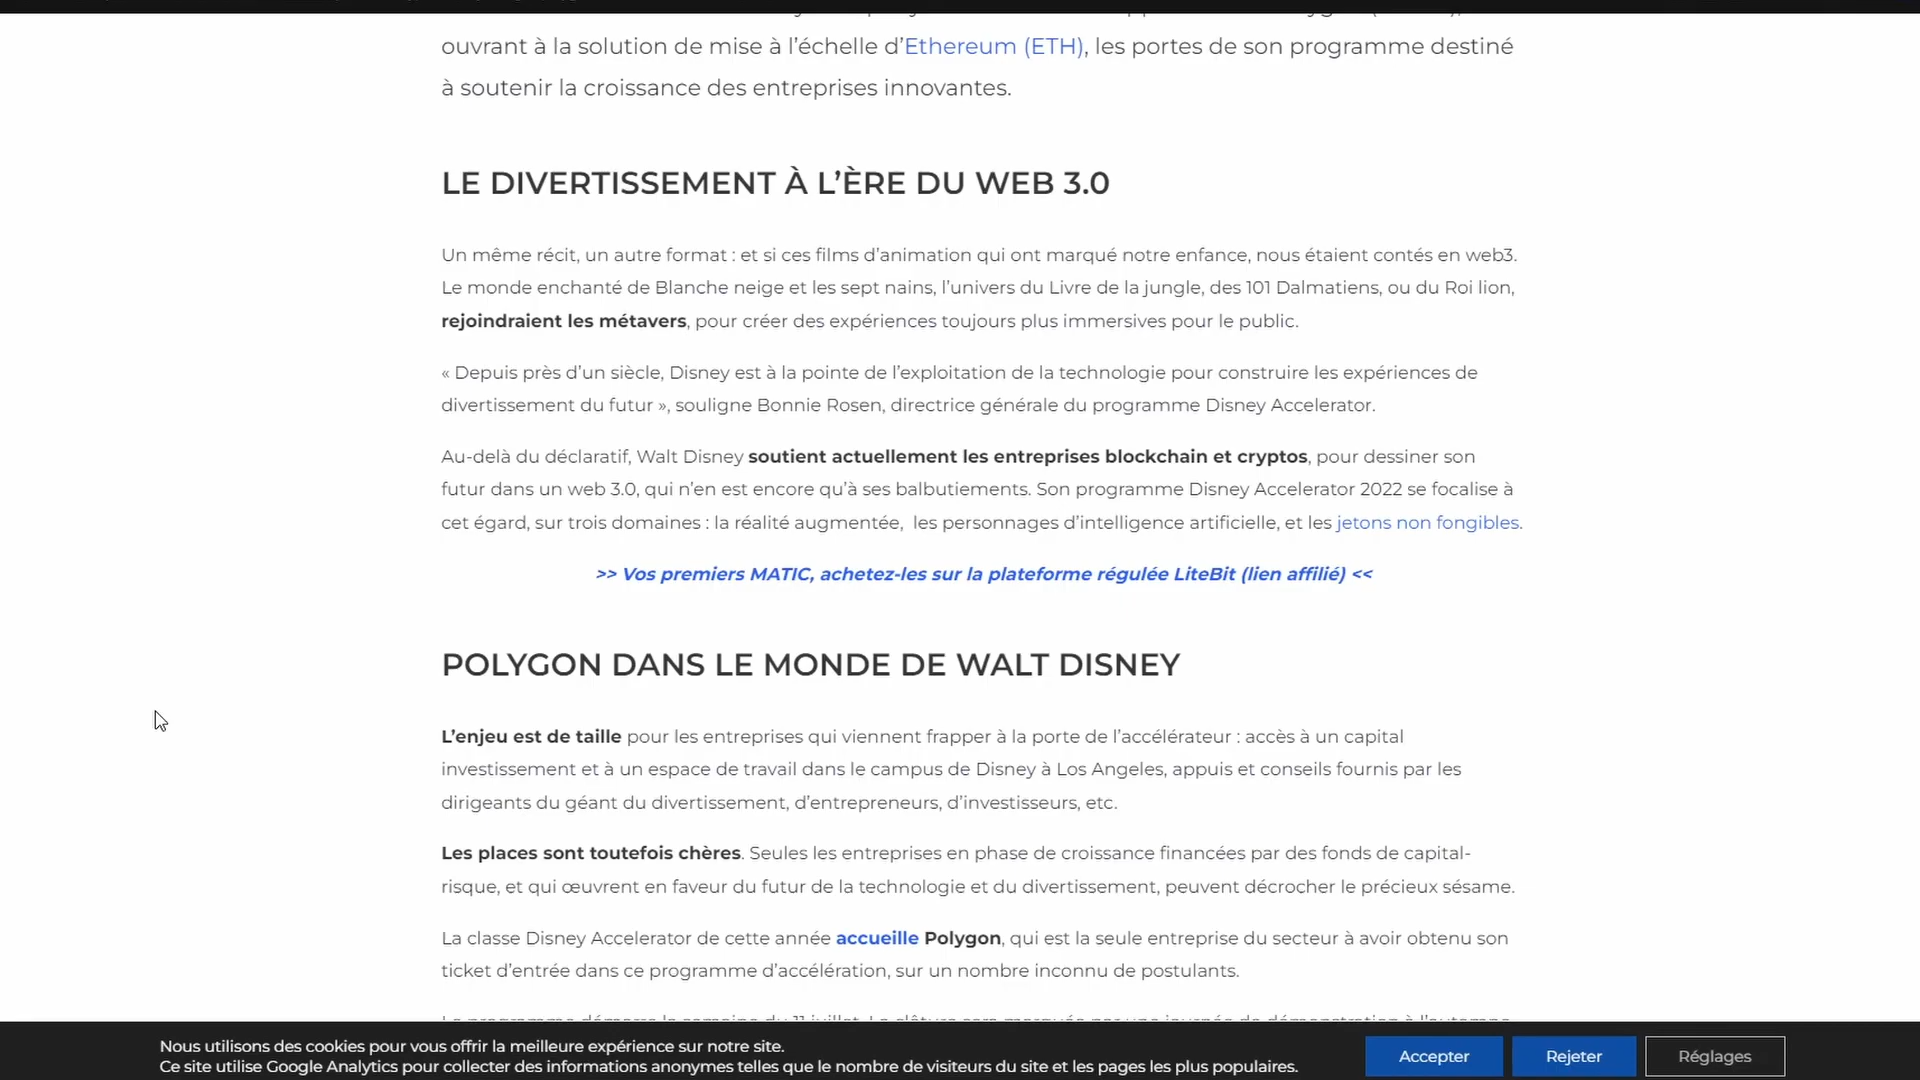 ouvrant à la solution de mise à l’échelle d’Ethereum (ETH), les portes de son programme destiné
à soutenir la croissance des entreprises innovantes.
LE DIVERTISSEMENT À L’ÈRE DU WEB 3.0
Un même récit, un autre format : et si ces films d’animation qui ont marqué notre enfance, nous étaient contés en web3.
Le monde enchanté de Blanche neige et les sept nains, l’univers du Livre de la jungle, des 101 Dalmatiens, ou du Roi lion,
rejoindraient les métavers, pour créer des expériences toujours plus immersives pour le public.
« Depuis près d’un siècle, Disney est à la pointe de l’exploitation de la technologie pour construire les expériences de
divertissement du futur », souligne Bonnie Rosen, directrice générale du programme Disney Accelerator.
Au-delà du déclaratif, Walt Disney soutient actuellement les entreprises blockchain et cryptos, pour dessiner son
futur dans un web 3.0, qui n’en est encore qu’à ses balbutiements. Son programme Disney Accelerator 2022 se focalise à
cet égard, sur trois domaines : la réalité augmentée, les personnages d’intelligence artificielle, et les jetons non fongibles.
>> Vos premiers MATIC, achetez-les sur la plateforme régulée LiteBit (lien affilié) <<
POLYGON DANS LE MONDE DE WALT DISNEY
L’enjeu est de taille pour les entreprises qui viennent frapper à la porte de l’accélérateur : accès à un capital
investissement et à un espace de travail dans le campus de Disney à Los Angeles, appuis et conseils fournis par les
dirigeants du géant du divertissement, d’entrepreneurs, d’investisseurs, etc.
Les places sont toutefois chères. Seules les entreprises en phase de croissance financées par des fonds de capital-
risque, et qui œuvrent en faveur du futur de la technologie et du divertissement, peuvent décrocher le précieux sésame.
La classe Disney Accelerator de cette année accueille Polygon, qui est la seule entreprise du secteur à avoir obtenu son
ticket d’entrée dans ce programme d’accélération, sur un nombre inconnu de postulants.
Nous utilisons des cookies pour vous offrir la meilleure expérience sur notre site.
Ce site utilise Google Analytics pour collecter des informations anonymes telles que le nombre de visiteurs du site et les pages les plus populaires.
Accepter
Rejeter
Réglages